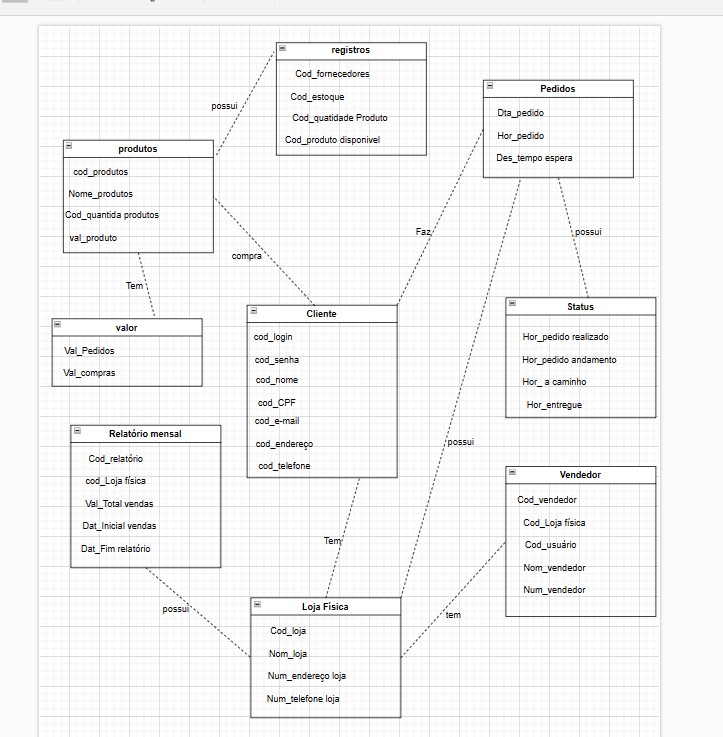 registros
Cod_fornecedores
Cod_estoque
Cod_quatidade Produto
Cod_produto disponivel
possui
Pedidos
Dta_pedido
Hor_pedido
Des_tempo espera
produtos
cod_produtos
Nome_produtos
Cod_quantida produtos
val_produto
Faz
possui
compra
Tem
valor
Val_Pedidos
Val_compras
Cliente
cod_login
cod_senha
cod_nome
cod_CPF
cod_e-mail
cod_endereço
cod_telefone
Status
Hor_pedido realizado
Hor_pedido andamento
Hor_ a caminho
Hor_entregue
Relatório mensal
Cod_relatório
cod_Loja física
Val_Total vendas
Dat_Inicial vendas
Dat_Fim relatório
possui
Vendedor
Cod_vendedor
Cod_Loja física
Cod_usuário
Nom_vendedor
Num_vendedor
Tem
possui
tem
Loja Física
Cod_loja
Nom_loja
Num_endereço loja
Num_telefone loja